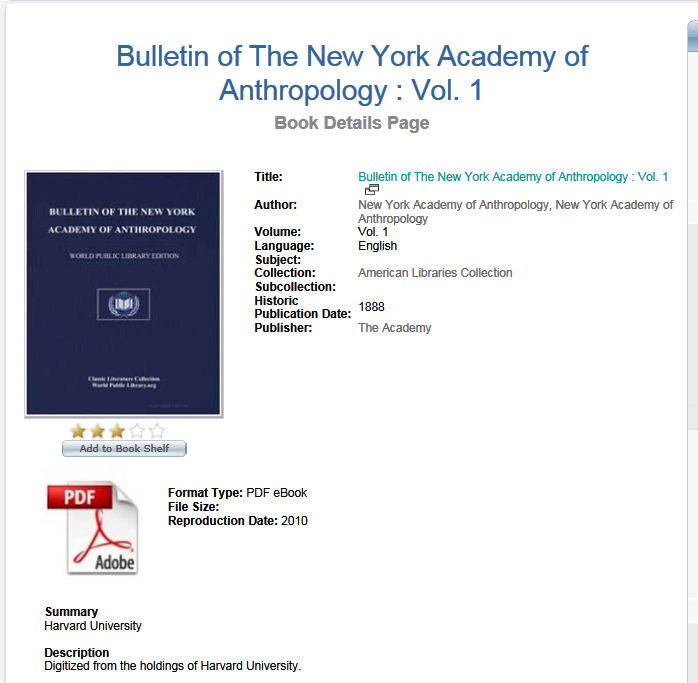 Bulletin of The New York Academy of
Anthropology : Vol. 1
Book Details Page
BULLETIN OF THE NEW YORK
ACADEMY OF ANTHROPOLOGY
WORLD PUBLIC LIBRARY EDITION
Classic Literature Collection
World Public Library.org
Title: Bulletin of The New York Academy of Anthropology : Vol. 1
Author: New York Academy of Anthropology, New York Academy of
Anthropology
Volume: Vol. 1
Language: English
Subject:
Collection: American Libraries Collection
Subcollection:
Historic
Publication Date: 1888
Publisher: The Academy
Add to Book Shelf
PDF
Adobe
Format Type: PDF eBook
File Size:
Reproduction Date: 2010
Summary
Harvard University
Description
Digitized from the holdings of Harvard University.